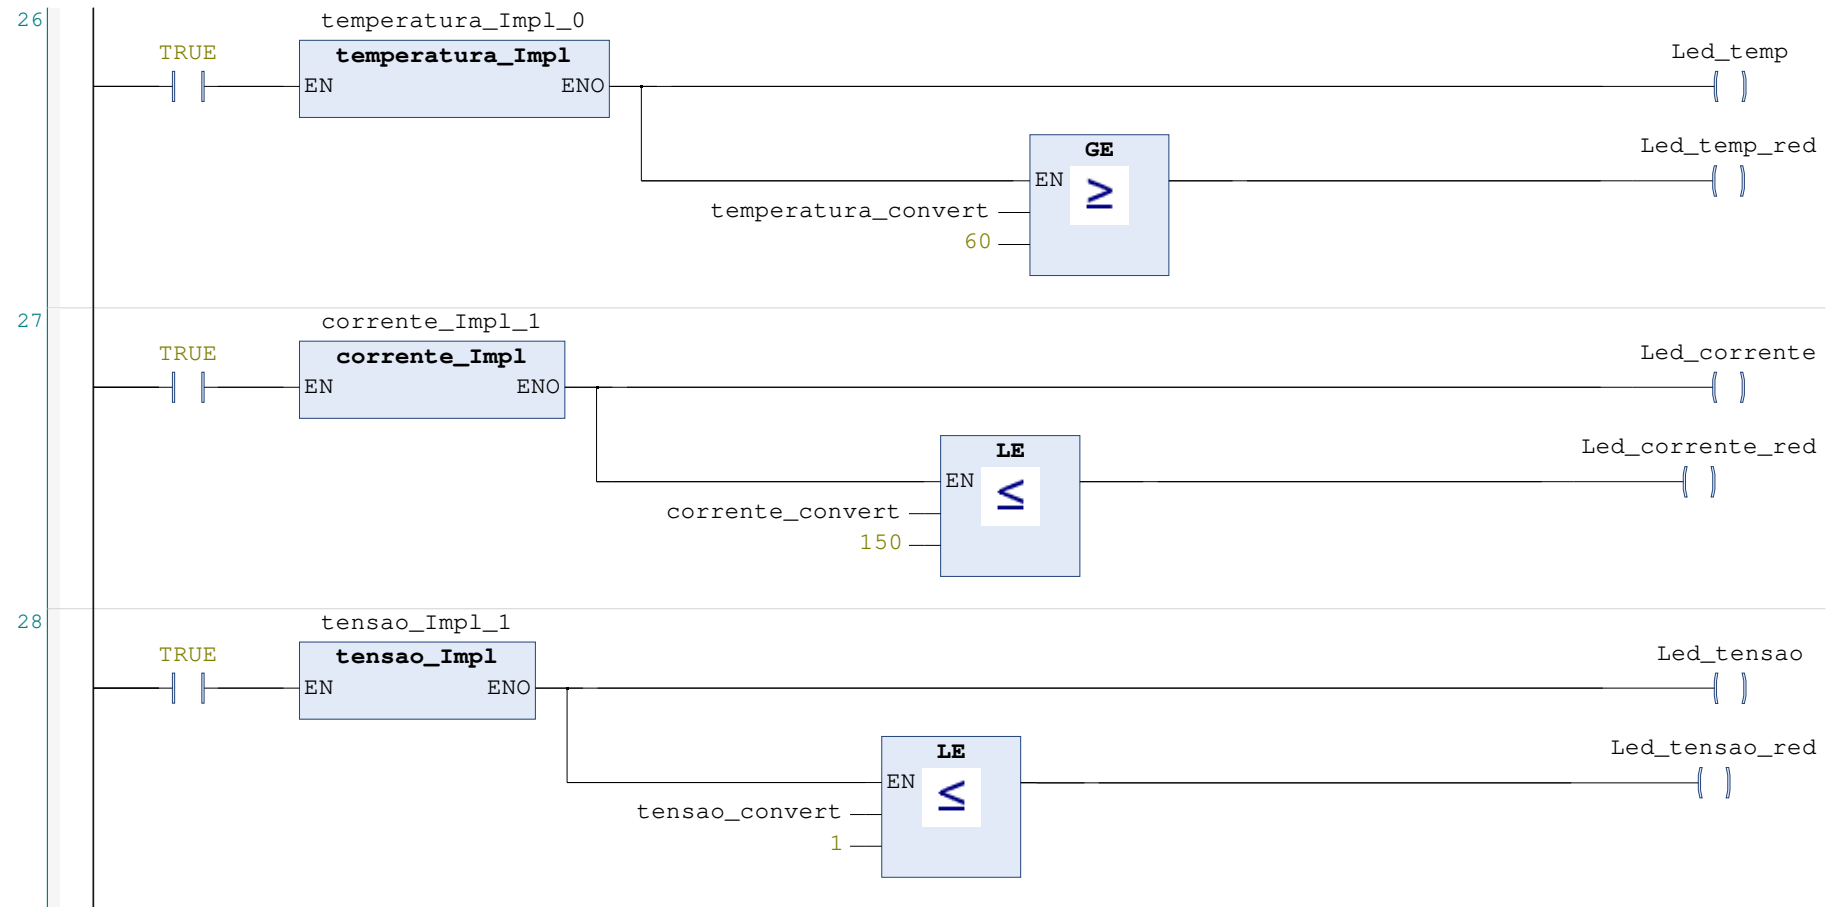 26
temperatura_Impl_0
TRUE
temperatura_Impl
EN ENO
Led_temp
GE
Led_temp_red
EN ≥
temperatura_convert
60
27
corrente_Impl_1
TRUE
corrente_Impl
EN ENO
Led_corrente
LE
Led_corrente_red
EN ≤
corrente_convert
150
28
tensao_Impl_1
TRUE
tensao_Impl
EN ENO
Led_tensao
LE
Led_tensao_red
EN ≤
tensao_convert
1